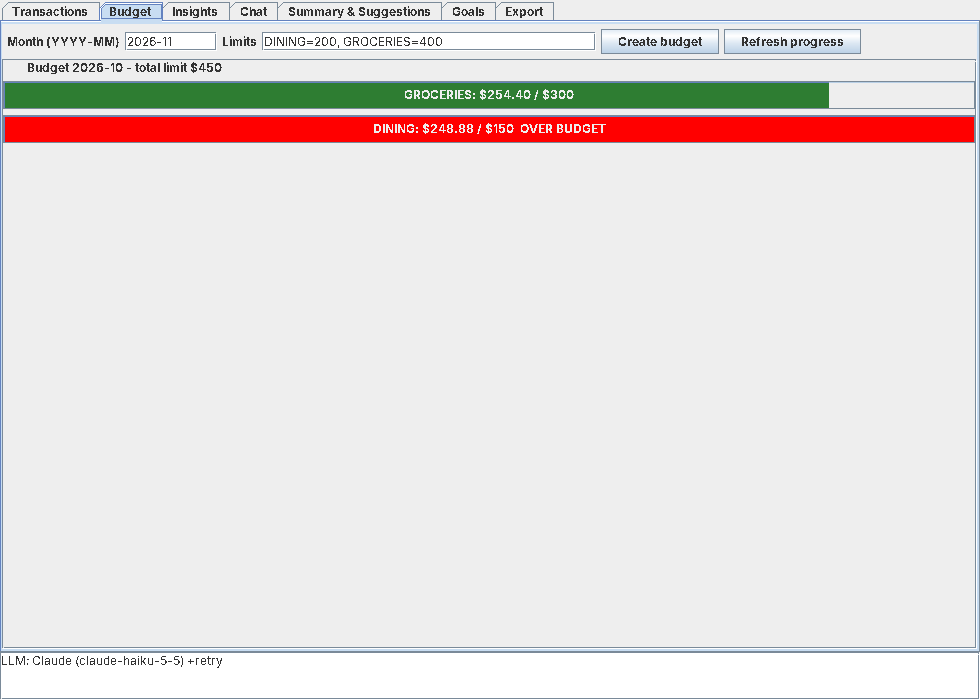 Transactions Budget Insights Chat Summary & Suggestions Goals Export
Month (YYYY-MM) 2026-11 Limits DINING=200, GROCERIES=400 Create budget Refresh progress
Budget 2026-10 - total limit $450
GROCERIES: $254.40 / $300
DINING: $248.88 / $150 OVER BUDGET
LLM: Claude (claude-haiku-5-5) +retry